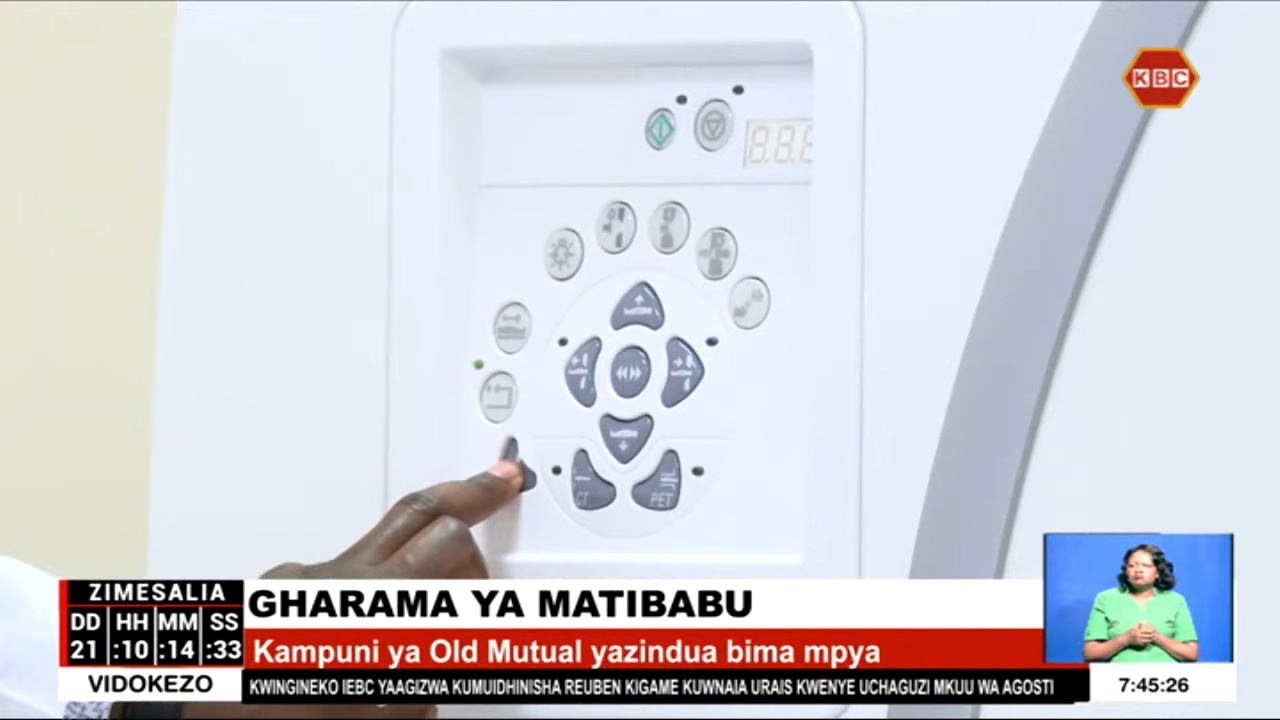 KBC
CT
PET
ZIMESALIA
DD HH MM SS
21 :10 :14 :33
GHARAMA YA MATIBABU
Kampuni ya Old Mutual yazindua bima mpya
VIDOKEZO
KWINGINEKO IEBC YAAGIZWA KUMUIDHINISHA REUBEN KIGAME KUWNAIA URAIS KWENYE UCHAGUZI MKUU WA AGOSTI
7:45:26